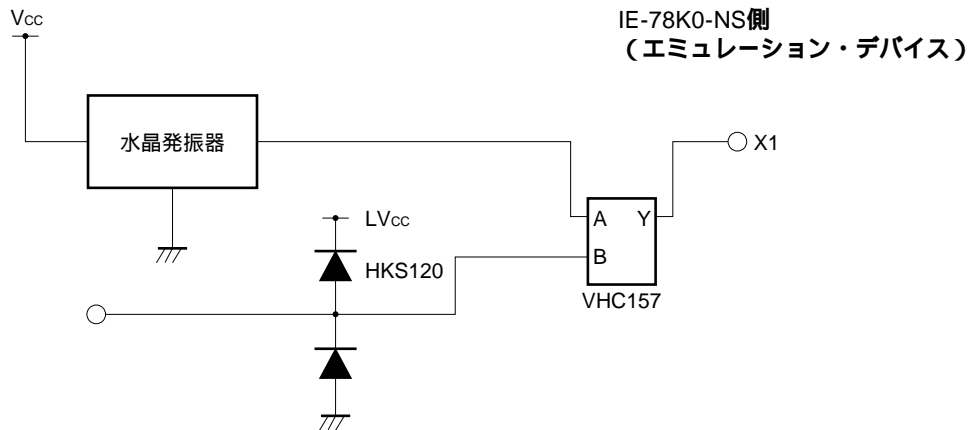 Vcc
IE-78K0-NS側
（エミュレーション・デバイス）
水晶発振器
X1
A Y
LVcc
B
HKS120
VHC157